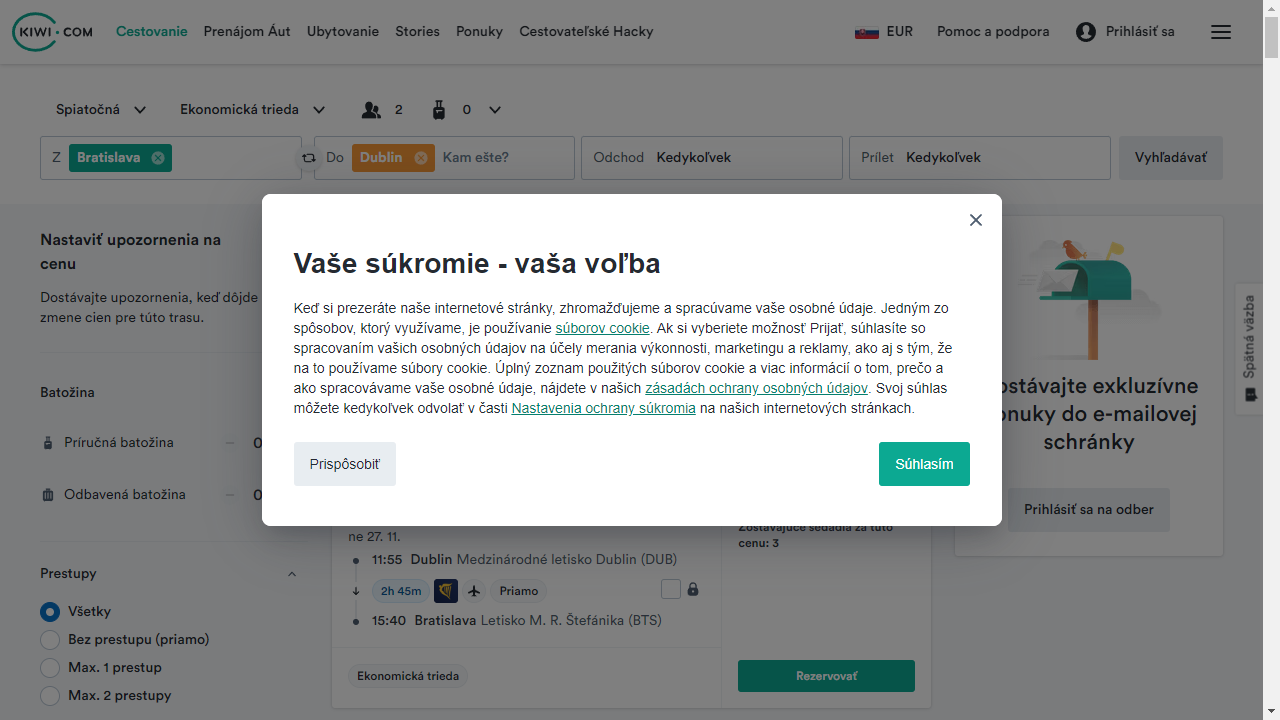 KIWI.COM Cestovanie Prenájom Áut Ubytovanie Stories Ponuky Cestovateľské Hacky EUR Pomoc a podpora Prihlásiť sa
Spiatočná Ekonomická trieda 2 0
Z Bratislava Do Dublin Kam ešte? Odchod Kedykoľvek Prílet Kedykoľvek Vyhľadávať
Nastaviť upozornenia na
cenu
Dostávajte upozornenia, keď dôjde
zmene cien pre túto trasu.
Batožina
Príručná batožina
Odbavená batožina
Prestupy
Všetky
Bez prestupu (priamo)
Max. 1 prestup
Max. 2 prestupy
Vaše súkromie - vaša voľba
Keď si prezeráte naše internetové stránky, zhromažďujeme a spracúvame vaše osobné údaje. Jedným zo
spôsobov, ktorý využívame, je používanie súborov cookie. Ak si vyberiete možnosť Prijať, súhlasíte so
spracovaním vašich osobných údajov na účely merania výkonnosti, marketingu a reklamy, ako aj s tým, že
na to používame súbory cookie. Úplný zoznam použitých súborov cookie a viac informácií o tom, prečo a
ako spracovávame vaše osobné údaje, nájdete v našich zásadách ochrany osobných údajov. Svoj súhlas
môžete kedykoľvek odvolať v časti Nastavenia ochrany súkromia na našich internetových stránkach.
Prispôsobiť Súhlasím
Zostávajúce sedadlá za túto
cenu: 3
ne 27. 11.
11:55 Dublin Medzinárodné letisko Dublin (DUB)
2h 45m Priamo
15:40 Bratislava Letisko M. R. Štefánika (BTS)
Ekonomická trieda Rezervovať
ostávajte exkluzívne
onuky do e-mailovej
schránky
Prihlásiť sa na odber
Spätná väzba